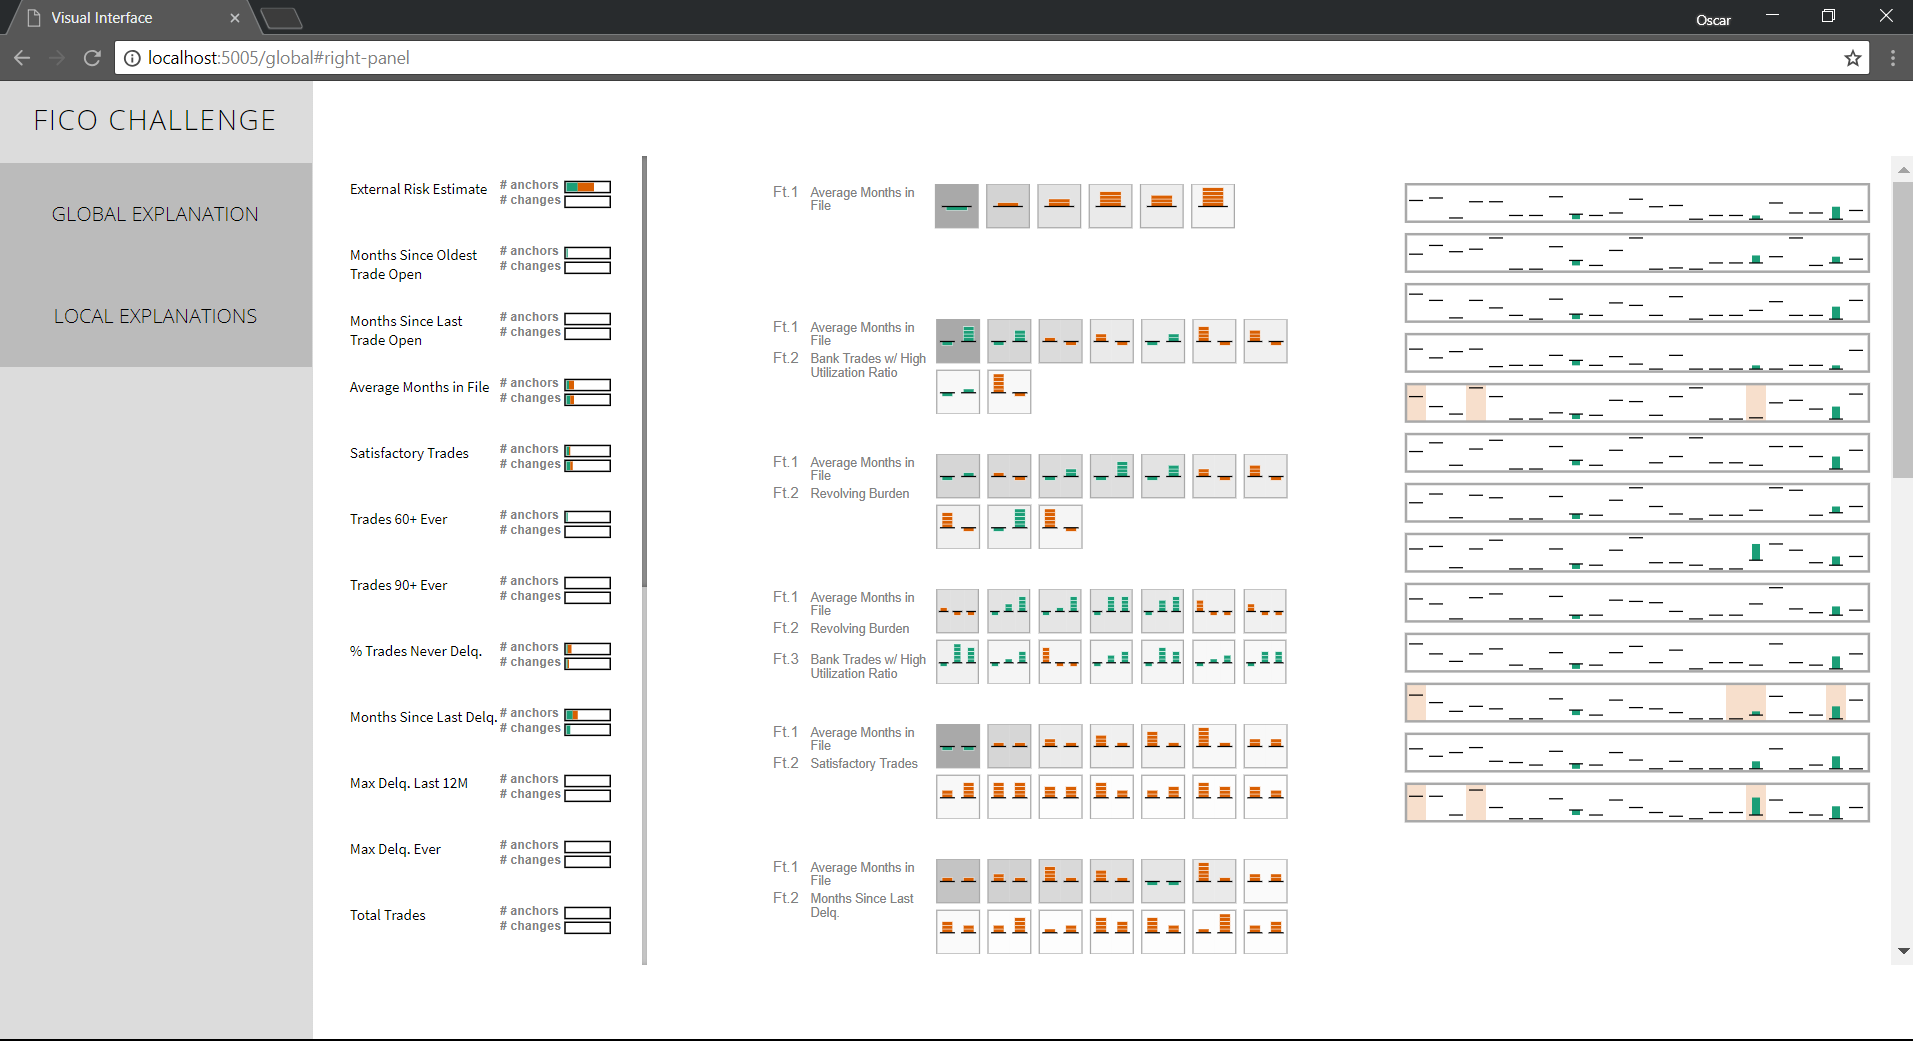 Visual Interface
Oscar
localhost:5005/global#right-panel
FICO CHALLENGE
GLOBAL EXPLANATION
LOCAL EXPLANATIONS
External Risk Estimate
# anchors
# changes
Months Since Oldest
Trade Open
# anchors
# changes
Months Since Last
Trade Open
# anchors
# changes
Average Months in File
# anchors
# changes
Satisfactory Trades
# anchors
# changes
Trades 60+ Ever
# anchors
# changes
Trades 90+ Ever
# anchors
# changes
% Trades Never Delq.
# anchors
# changes
Months Since Last Delq.
# anchors
# changes
Max Delq. Last 12M
# anchors
# changes
Max Delq. Ever
# anchors
# changes
Total Trades
# anchors
# changes
Ft.1 Average Months in
File
Ft.1 Average Months in
File
Ft.2 Bank Trades w/ High
Utilization Ratio
Ft.1 Average Months in
File
Ft.2 Revolving Burden
Ft.1 Average Months in
File
Ft.2 Revolving Burden
Ft.3 Bank Trades w/ High
Utilization Ratio
Ft.1 Average Months in
File
Ft.2 Satisfactory Trades
Ft.1 Average Months in
File
Ft.2 Months Since Last
Delq.